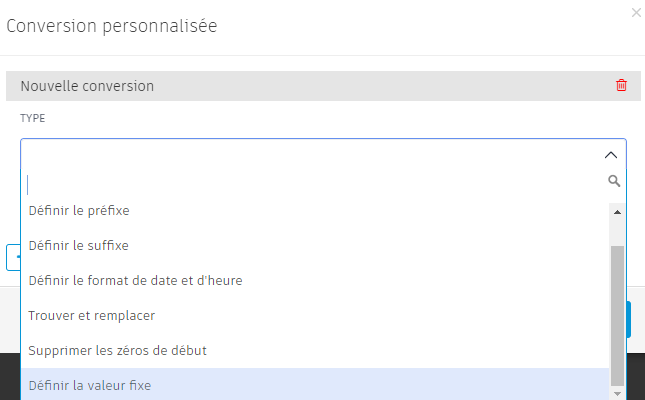 Conversion personnalisée
Nouvelle conversion
TYPE
Définir le préfixe
Définir le suffixe
Définir le format de date et d'heure
Trouver et remplacer
Supprimer les zéros de début
Définir la valeur fixe